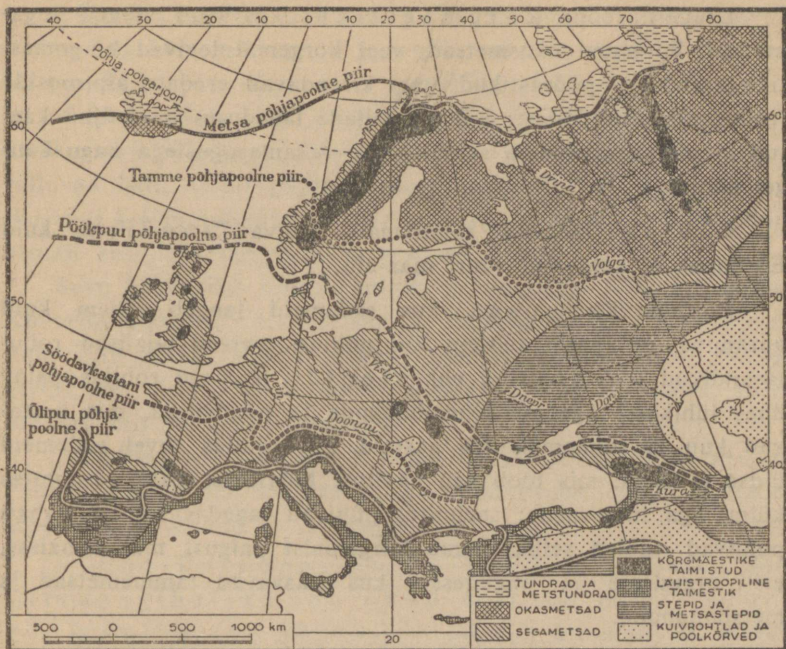 40 30 20 10 0 10 20 30 40 50 60 70 80
Põhja-polaarjoon
Metsa põhjapoolne piir
60
60
Tamme põhjapoolne piir
Drina
Pöökpuu põhjapoolne piir
Volga
50
50
Söödavkastani
põhjapoolne piir
Rein
Visla
Dnepr
Don
Õlipuu põhja-
poolne piir
Doonau
40
40
Kura
TUNDRAD JA
METSTUNDRAD
OKASMETSAD
SEGAMETSAD
KÕRGMÄESTIKE
TAIMISTUD
LÄHISTROOPILINE
TAIMESTIK
STEPID JA
METSASTEPID
KUIVROHTLAD JA
POOLKÕRVED
500 0 500 1000 km
20